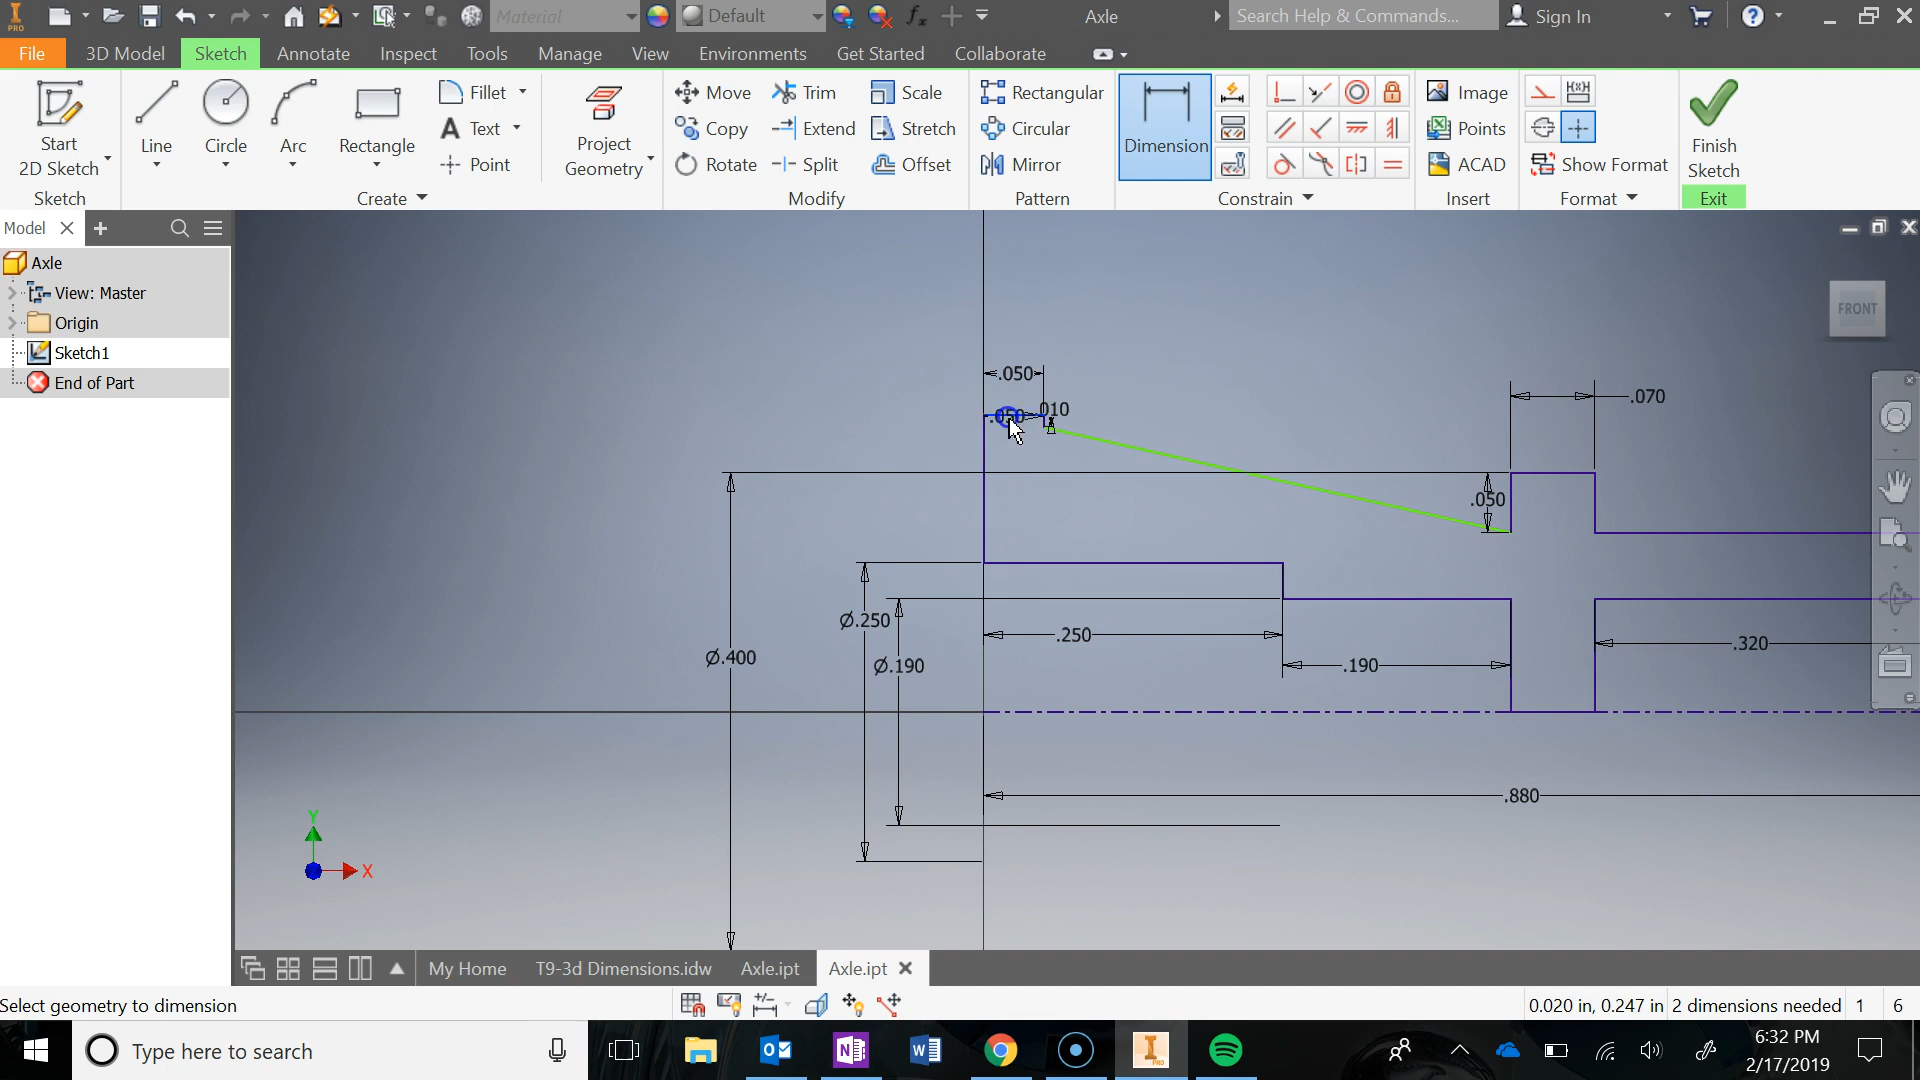 PRO
Material
Default
Axle
Search Help & Commands...
Sign In
File
3D Model
Sketch
Annotate
Inspect
Tools
Manage
View
Environments
Get Started
Collaborate
Start
2D Sketch
Line
Circle
Arc
Rectangle
Fillet
Text
Point
Project
Geometry
Move
Copy
Rotate
Trim
Extend
Split
Scale
Stretch
Offset
Rectangular
Circular
Mirror
Dimension
Image
Points
ACAD
Show Format
Finish
Sketch
Sketch
Create
Modify
Pattern
Constrain
Insert
Format
Exit
Model
Axle
View: Master
Origin
Sketch1
End of Part
FRONT
.050
.050
.010
.070
.050
Ø.250
.250
.320
Ø.400
Ø.190
.190
.880
Y
X
My Home
T9-3d Dimensions.idw
Axle.ipt
Axle.ipt
Select geometry to dimension
0.020 in, 0.247 in
2 dimensions needed
1
6
Type here to search
6:32 PM
2/17/2019